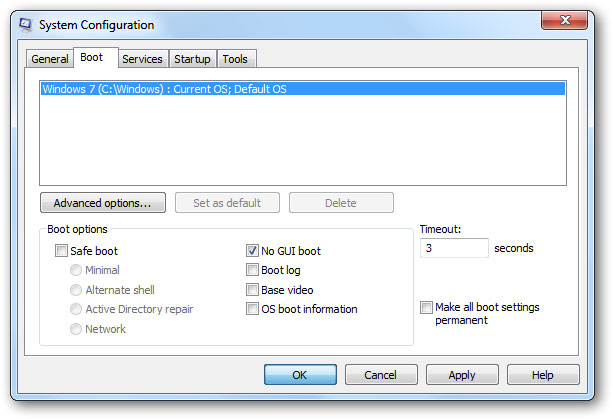 System Configuration
General Boot Services Startup Tools
Windows 7 (C:\Windows) : Current OS; Default OS
Advanced options... Set as default Delete
Boot options
Safe boot
Minimal
Alternate shell
Active Directory repair
Network
No GUI boot
Boot log
Base video
OS boot information
Timeout:
3 seconds
Make all boot settings
permanent
OK Cancel Apply Help